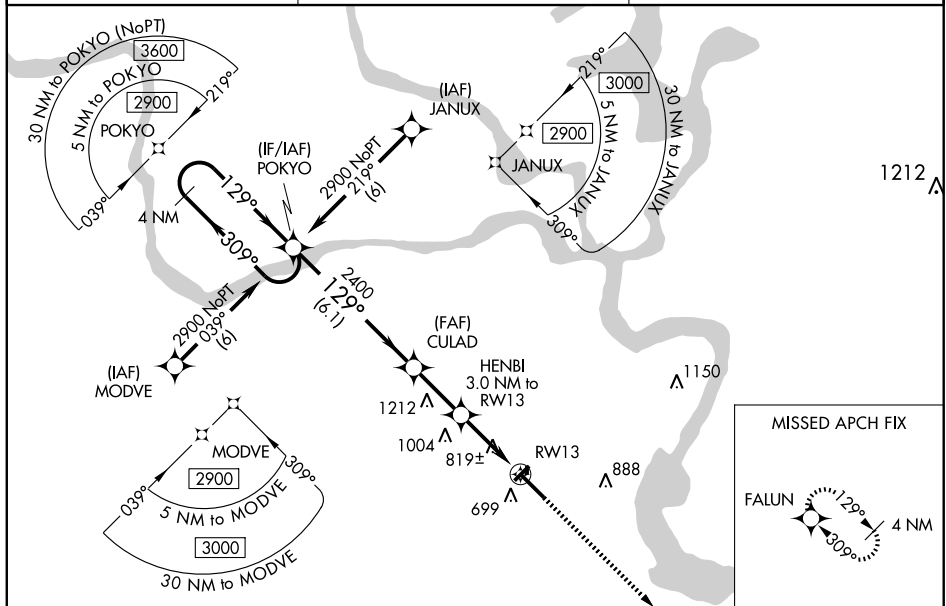 30 NM to POKYO (NoPT)
3600
5 NM to POKYO
2900
219°
POKYO
039°
(IAF)
JANUX
2900 NoPT
219°
(6)
219°
3000
5 NM to JANUX
30 NM to JANUX
2900
JANUX
309°
1212
(IF/IAF)
POKYO
129°
4 NM
309°
2900 NoPT
039°
(6)
(IAF)
MODVE
2400
129°
(6.1)
(FAF)
CULAD
HENBI
3.0 NM to
RW13
1212
1004
819±
RW13
699
1150
888
MODVE
2900
039°
309°
5 NM to MODVE
3000
30 NM to MODVE
MISSED APCH FIX
FALUN
129°
309°
4 NM